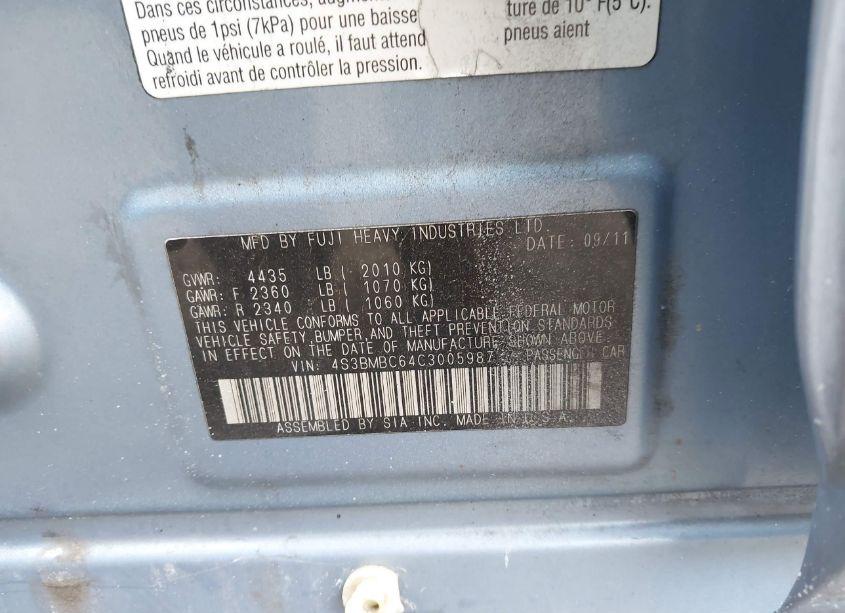 Dans ces circonstances,
pneus de 1psi (7kPa) pour une baisse
Quand le véhicule a roulé, il faut attend
refroidi avant de contrôler la pression.
ture de 10° F(5°C).
pneus aient
MFD BY FUJI HEAVY INDUSTRIES LTD.
DATE: 09/11
GVWR: 4435 LB ( 2010 KG)
GAWR: F 2360 LB ( 1070 KG)
GAWR: R 2340 LB ( 1060 KG)
THIS VEHICLE CONFORMS TO ALL APPLICABLE FEDERAL MOTOR
VEHICLE SAFETY, BUMPER, AND THEFT PREVENTION STANDARDS
IN EFFECT ON THE DATE OF MANUFACTURE SHOWN ABOVE
VIN: 4S3BMBC64C3005987 PASSENGER CAR
ASSEMBLED BY SIA INC. MADE IN U.S.A.